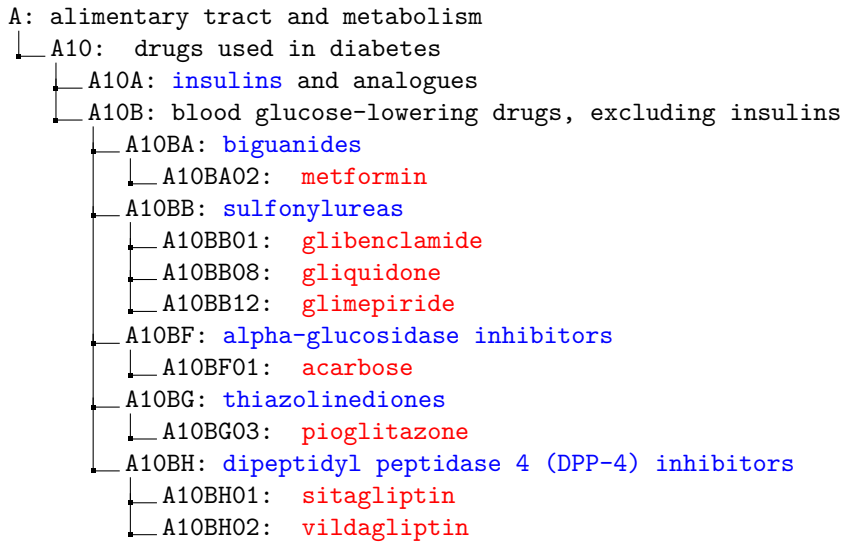 A: alimentary tract and metabolism
A10: drugs used in diabetes
A10A: insulins and analogues
A10B: blood glucose-lowering drugs, excluding insulins
A10BA: biguanides
A10BA02: metformin
A10BB: sulfonylureas
A10BB01: glibenclamide
A10BB08: gliquidone
A10BB12: glimepiride
A10BF: alpha-glucosidase inhibitors
A10BF01: acarbose
A10BG: thiazolinediones
A10BG03: pioglitazone
A10BH: dipeptidyl peptidase 4 (DPP-4) inhibitors
A10BH01: sitagliptin
A10BH02: vildagliptin